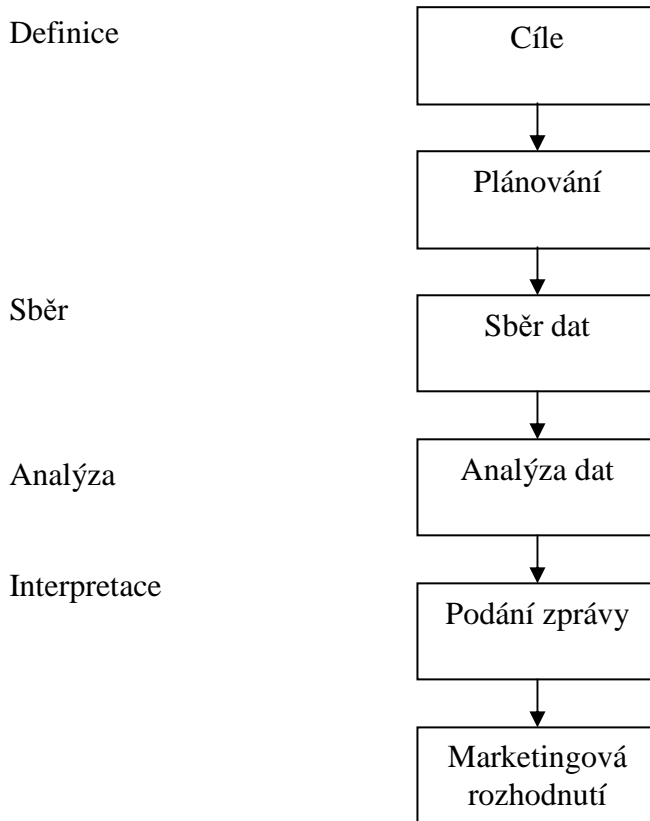 Definice
Cíle
Plánování
Sběr
Sběr dat
Analýza
Analýza dat
Interpretace
Podání zprávy
Marketingová
rozhodnutí